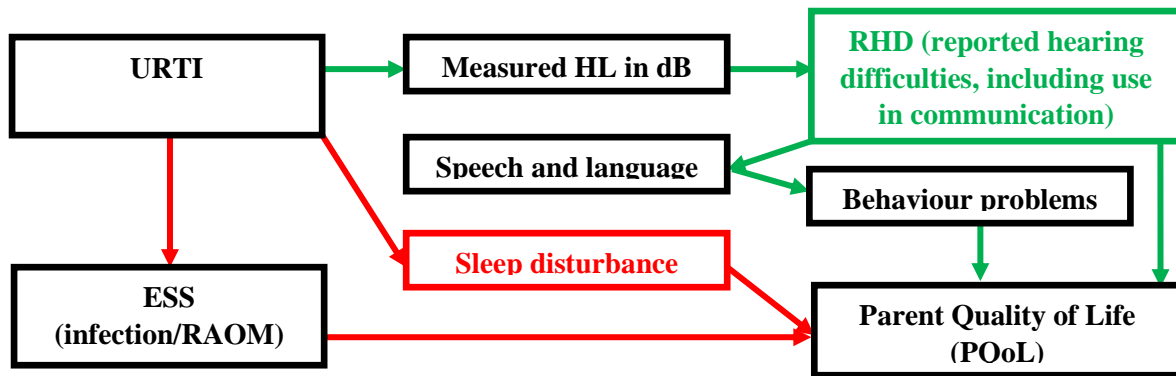 URTI
Measured HL in dB
RHD (reported hearing
difficulties, including use
in communication)
Speech and language
Behaviour problems
Sleep disturbance
ESS
(infection/RAOM)
Parent Quality of Life
(POoL)